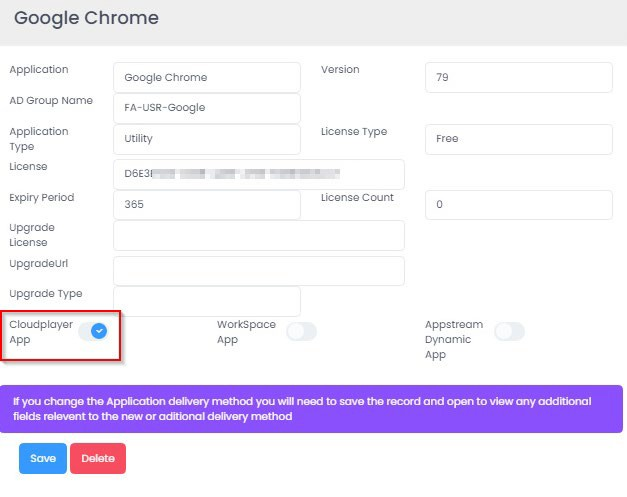 Google Chrome
Application
Google Chrome
Version
79
AD Group Name
FA-USR-Google
Application
Type
Utility
License Type
Free
License
Expiry Period
365
License Count
0
Upgrade
License
UpgradeUrl
Upgrade Type
Cloudplayer
App
WorkSpace
App
Appstream
Dynamic
App
If you change the Application delivery method you will need to save the record and open to view any additional
fields relevent to the new or aditional delivery method
Save
Delete